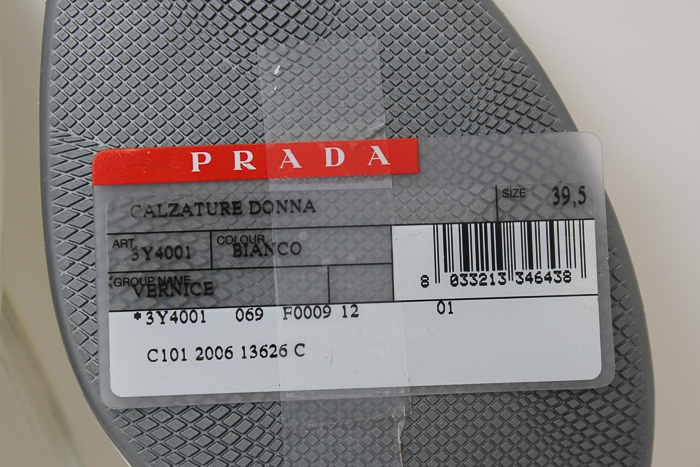 PRADA
CALZATURE DONNA SIZE 39,5
ART. 3Y4001 COLOUR BIANCO
GROUP NAME VERNICE
8 033213 346438
*3Y4001 069 F0009 12 01
C101 2006 13626 C